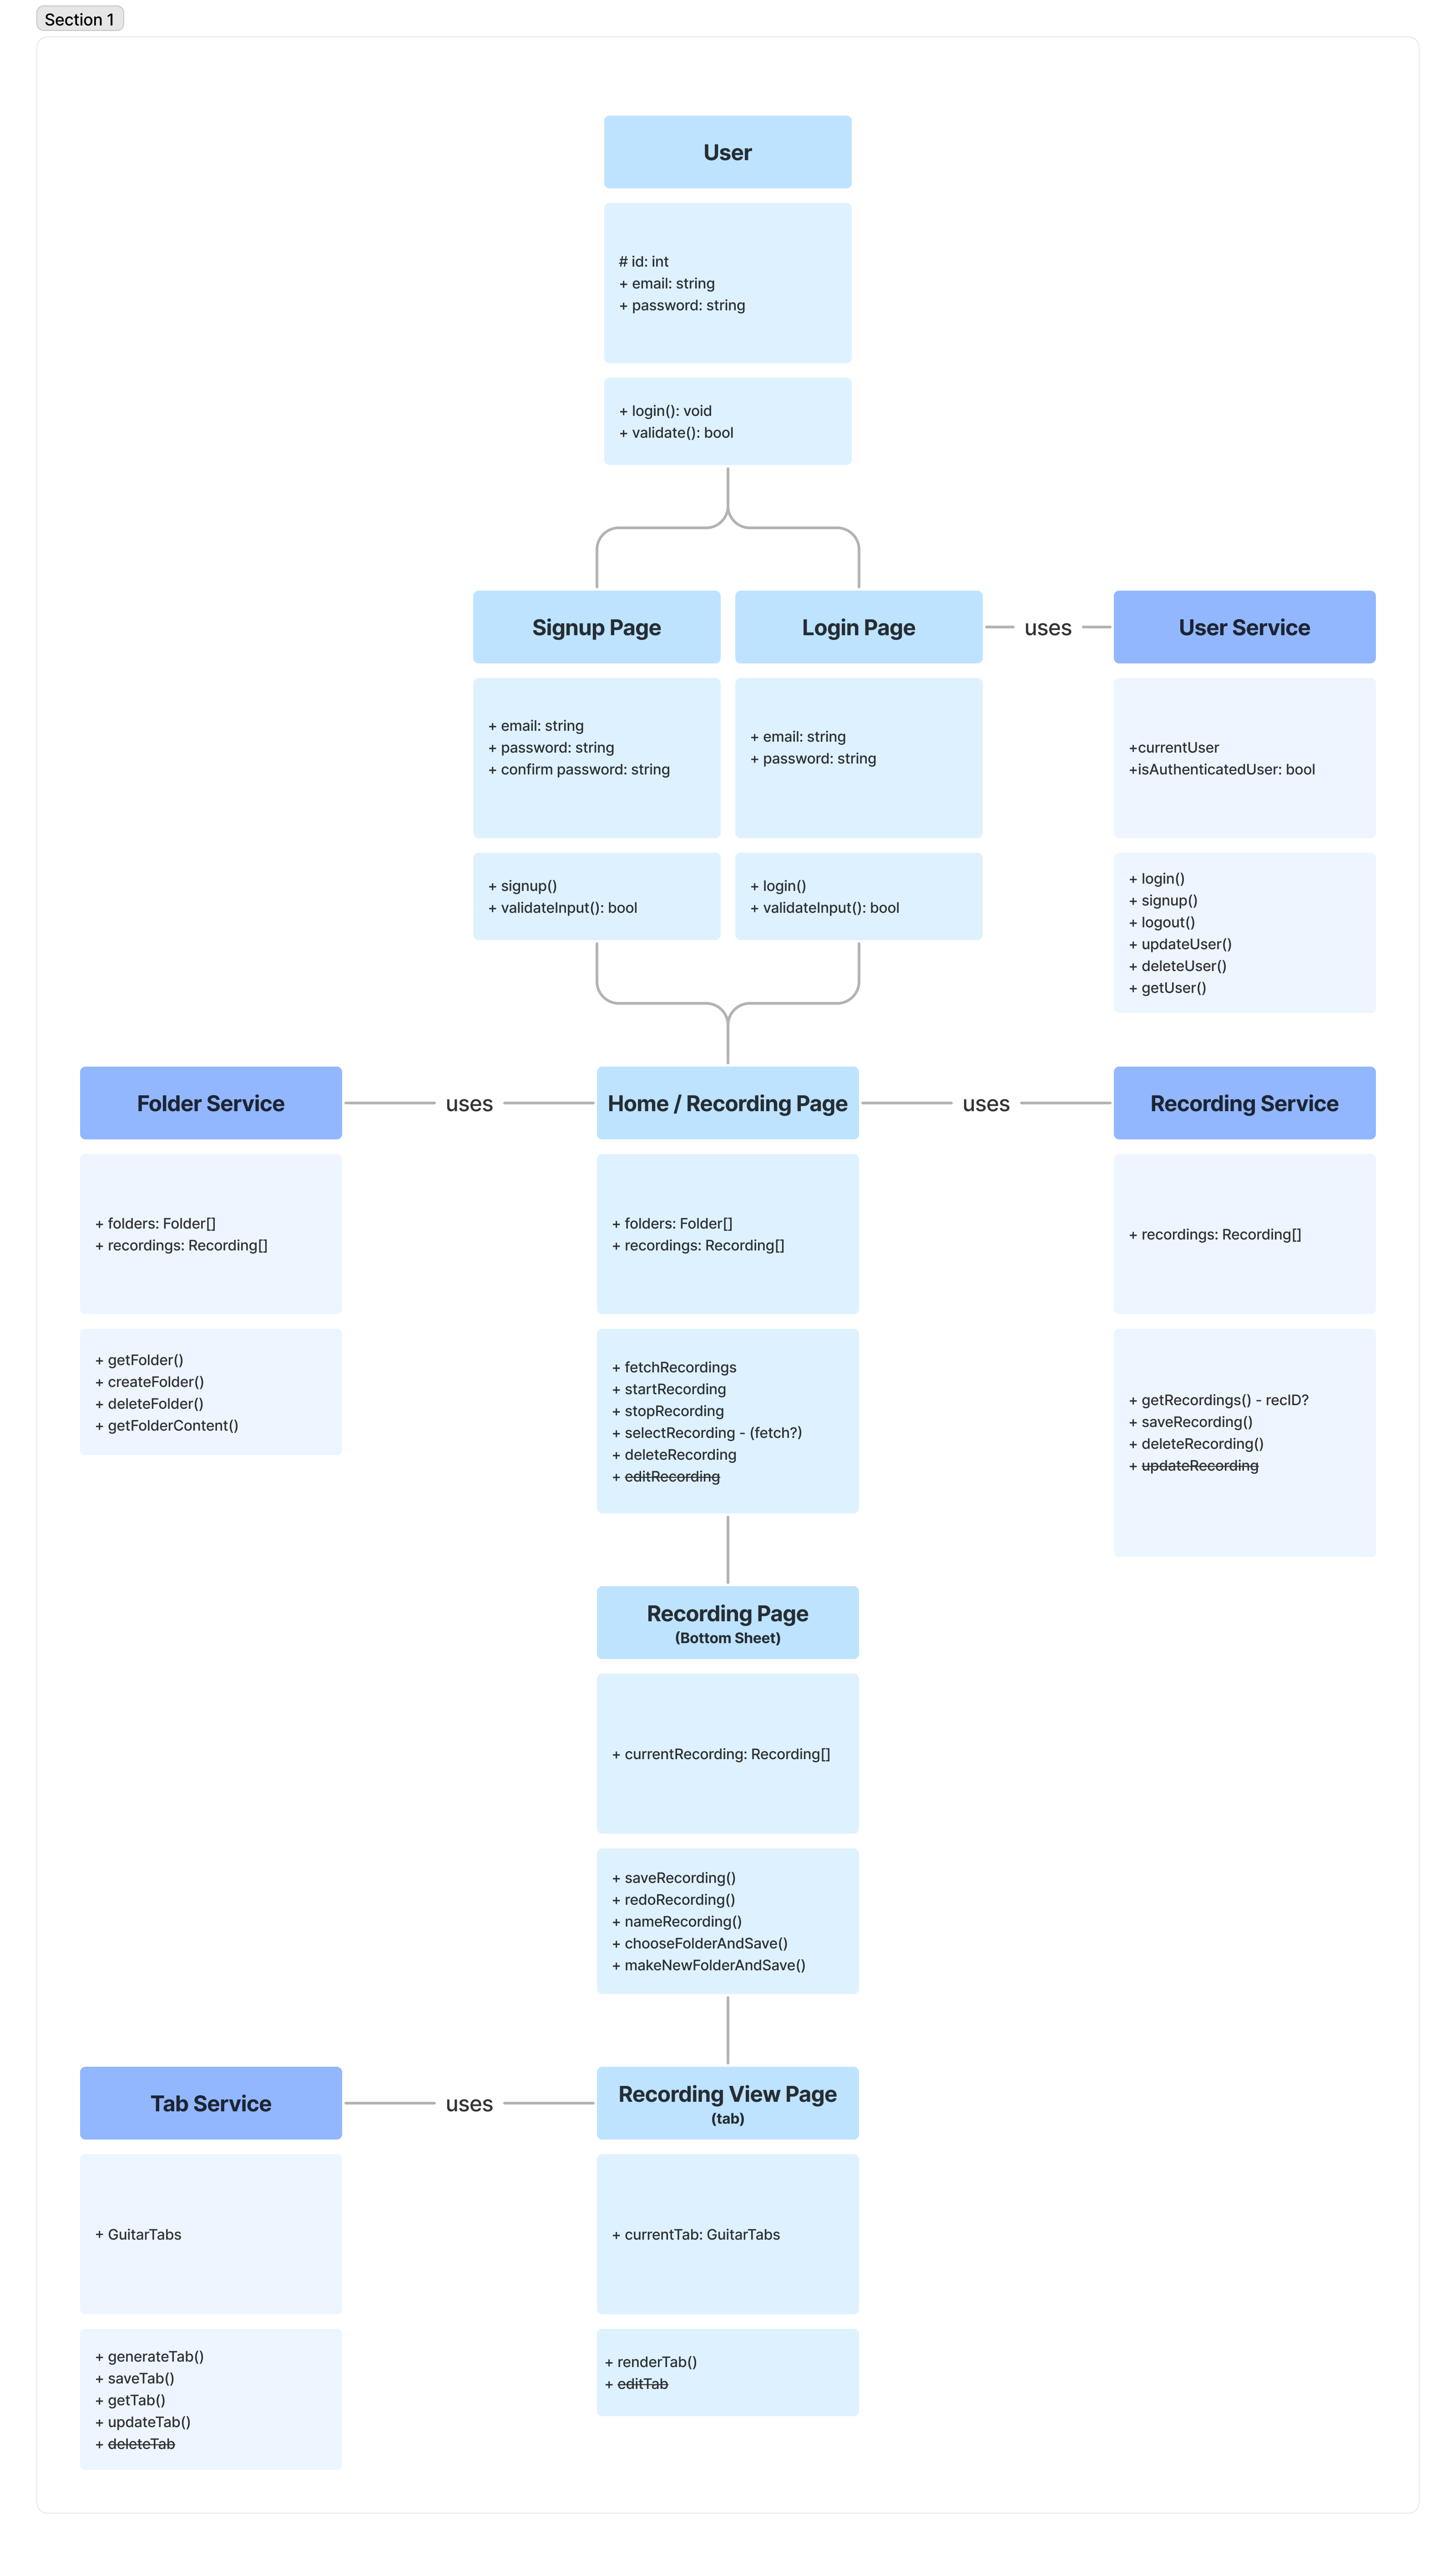 Section 1
User
# id: int
+ email: string
+ password: string
+ login(): void
+ validate(): bool
Signup Page
+ email: string
+ password: string
+ confirm password: string
+ signup()
+ validateInput(): bool
Login Page
+ email: string
+ password: string
+ login()
+ validateInput(): bool
uses
User Service
+currentUser
+isAuthenticatedUser: bool
+ login()
+ signup()
+ logout()
+ updateUser()
+ deleteUser()
+ getUser()
Folder Service
+ folders: Folder[]
+ recordings: Recording[]
+ getFolder()
+ createFolder()
+ deleteFolder()
+ getFolderContent()
uses
Home / Recording Page
+ folders: Folder[]
+ recordings: Recording[]
+ fetchRecordings
+ startRecording
+ stopRecording
+ selectRecording - (fetch?)
+ deleteRecording
+ editRecording
uses
Recording Service
+ recordings: Recording[]
+ getRecordings() - recID?
+ saveRecording()
+ deleteRecording()
+ updateRecording
Recording Page
(Bottom Sheet)
+ currentRecording: Recording[]
+ saveRecording()
+ redoRecording()
+ nameRecording()
+ chooseFolderAndSave()
+ makeNewFolderAndSave()
Tab Service
+ GuitarTabs
+ generateTab()
+ saveTab()
+ getTab()
+ updateTab()
+ deleteTab
uses
Recording View Page
(tab)
+ currentTab: GuitarTabs
+ renderTab()
+ editTab